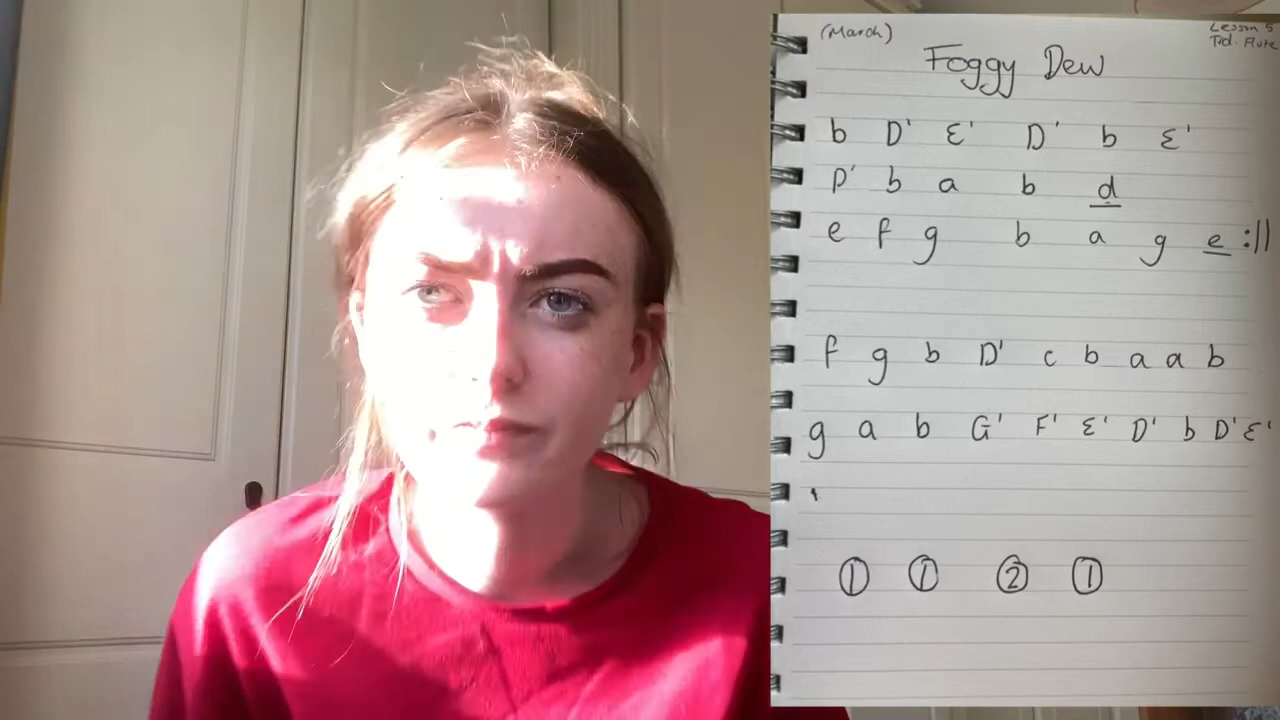 (March)
Lesson 5
Trd. Flute
Foggy Dew
b D' E' D' b E'
D' b a b d
e f g b a g e :||
f g b D' c b a a b
g a b G' F' E' D' b D' E'
① ① ② ①